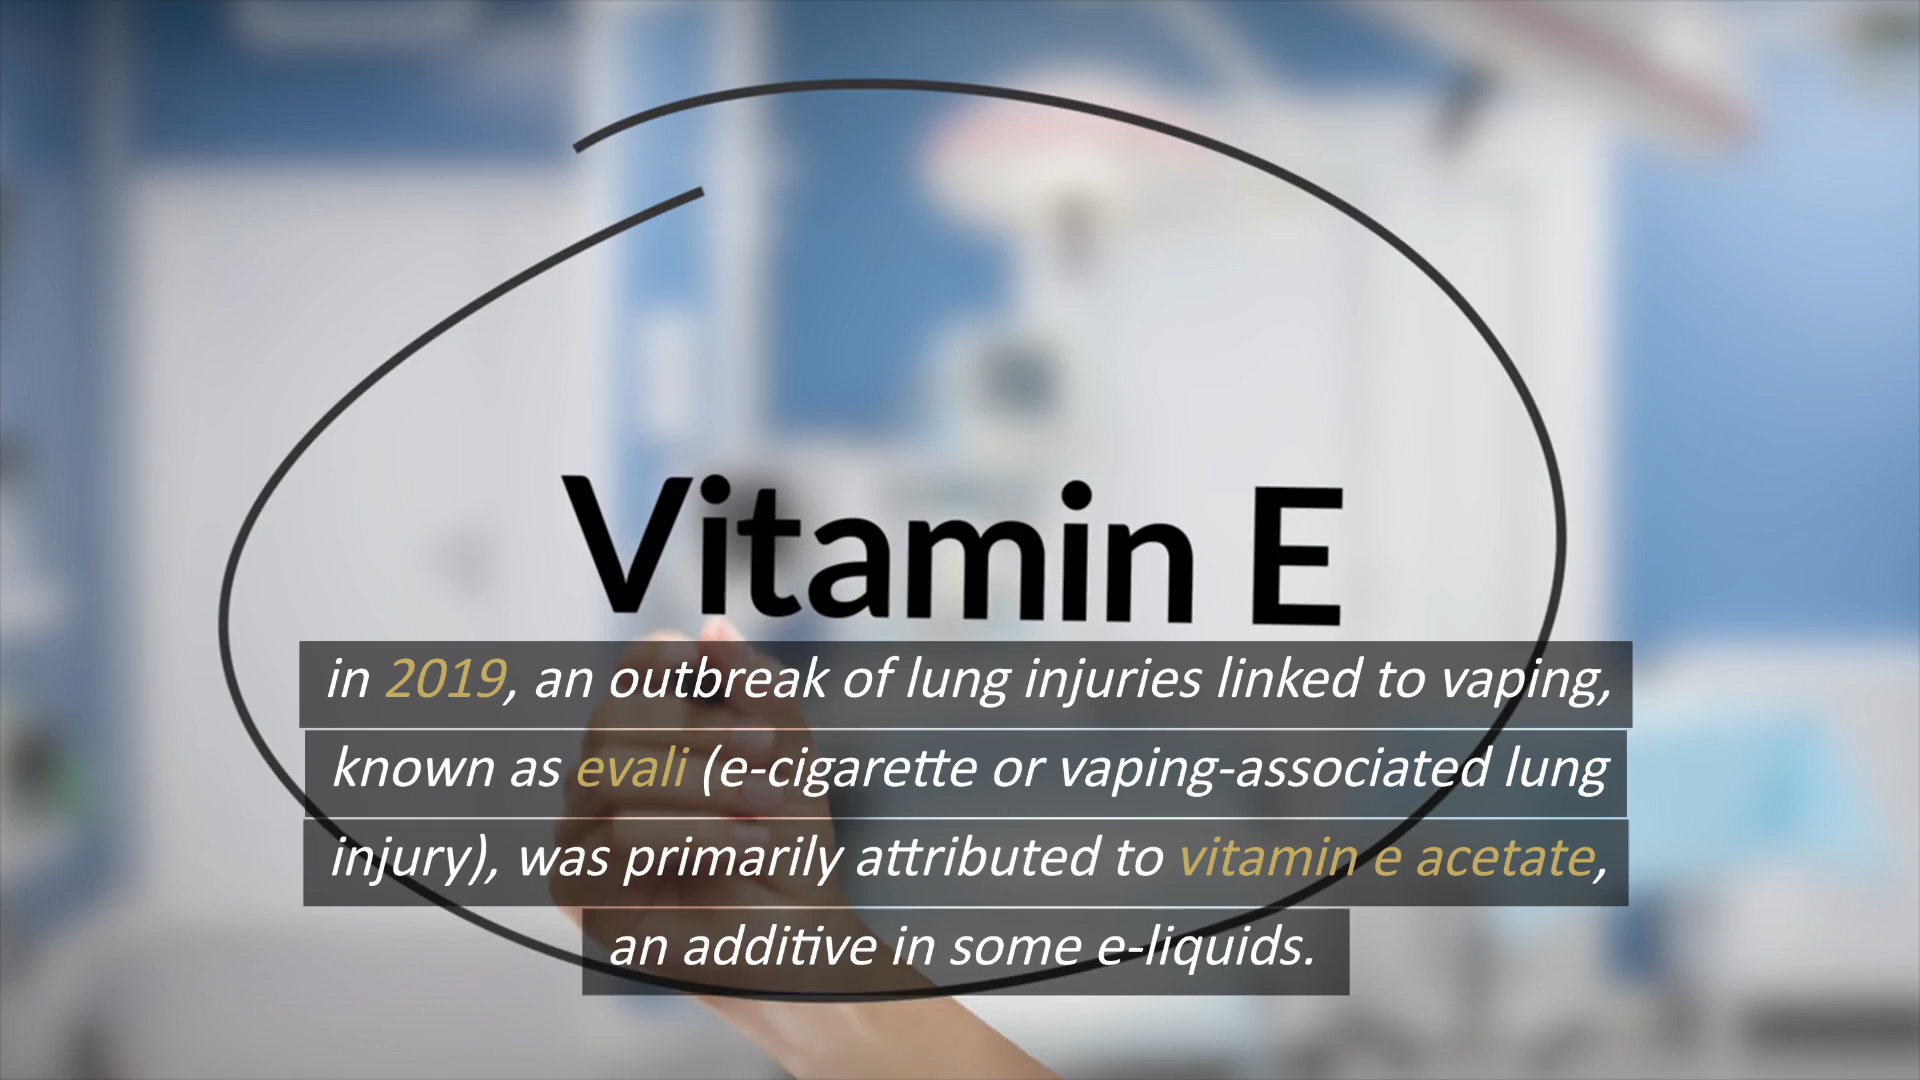 Vitamin E
in 2019, an outbreak of lung injuries linked to vaping,
known as evali (e-cigarette or vaping-associated lung
injury), was primarily attributed to vitamin e acetate,
an additive in some e-liquids.